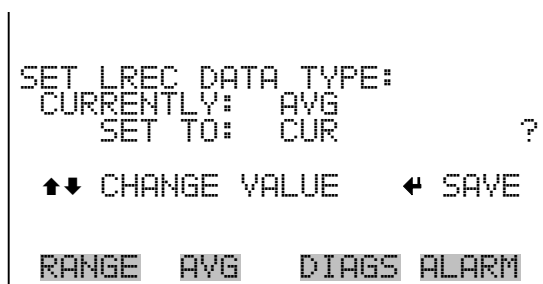 SET LREC DATA TYPE:
CURRENTLY: AVG
SET TO: CUR ?
⬆⬇ CHANGE VALUE ↵ SAVE
RANGE AVG DIAGS ALARM